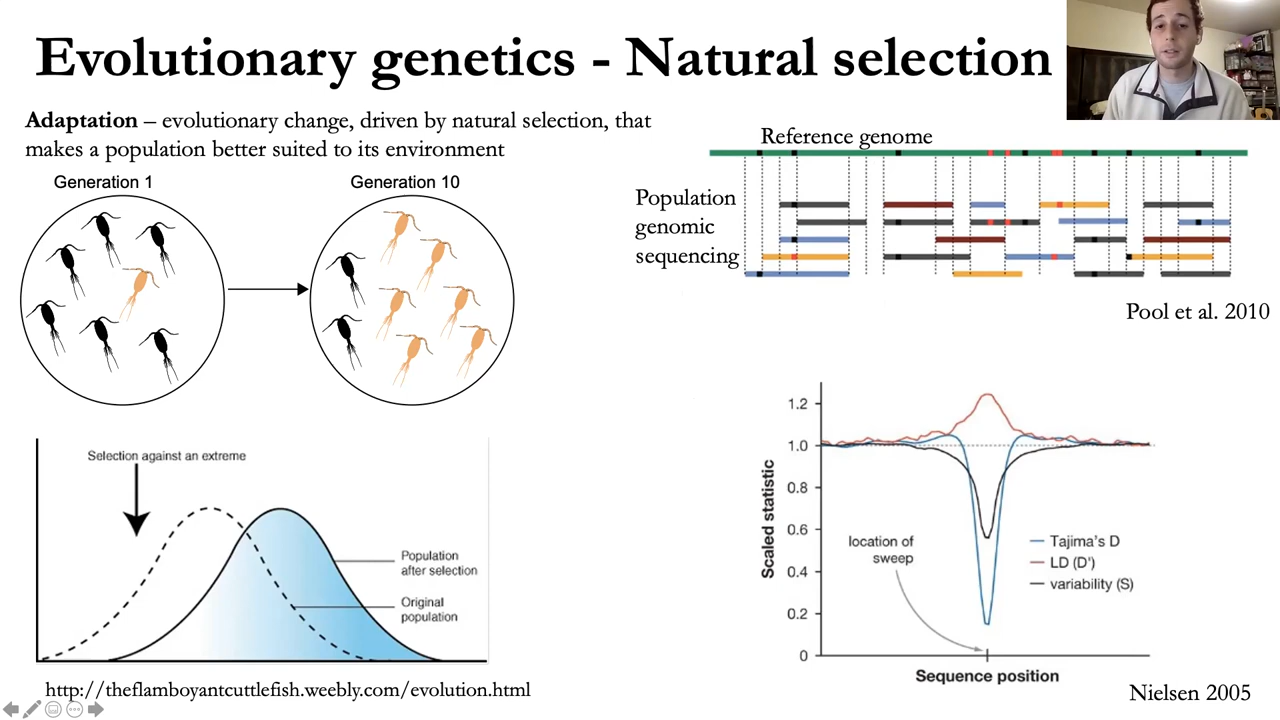 Evolutionary genetics - Natural selection
Adaptation – evolutionary change, driven by natural selection, that
makes a population better suited to its environment
Generation 1
Generation 10
Reference genome
Population
genomic
sequencing
Pool et al. 2010
Selection against an extreme
Population
after selection
Original
population
http://theflamboyantcuttlefish.weebly.com/evolution.html
1.2
1.0
0.8
0.6
0.4
0.2
0
Scaled statistic
location of
sweep
Tajima's D
LD (D')
variability (S)
Sequence position
Nielsen 2005